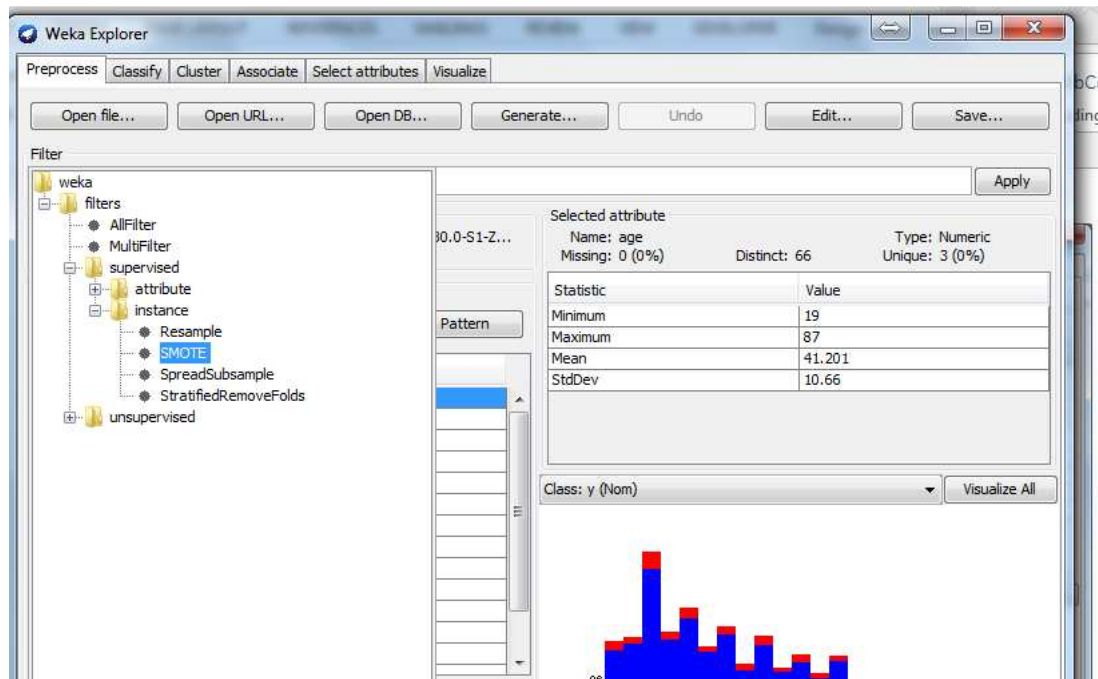 Weka Explorer
Preprocess Classify Cluster Associate Select attributes Visualize
Open file... Open URL... Open DB... Generate... Undo Edit... Save...
Filter
weka
filters
AllFilter
MultiFilter
supervised
attribute
instance
Resample
SMOTE
SpreadSubsample
StratifiedRemoveFolds
unsupervised
Apply
30.0-S1-Z...
Pattern
Selected attribute
Name: age Type: Numeric
Missing: 0 (0%) Distinct: 66 Unique: 3 (0%)
Statistic Value
Minimum 19
Maximum 87
Mean 41.201
StdDev 10.66
Class: y (Nom) Visualize All